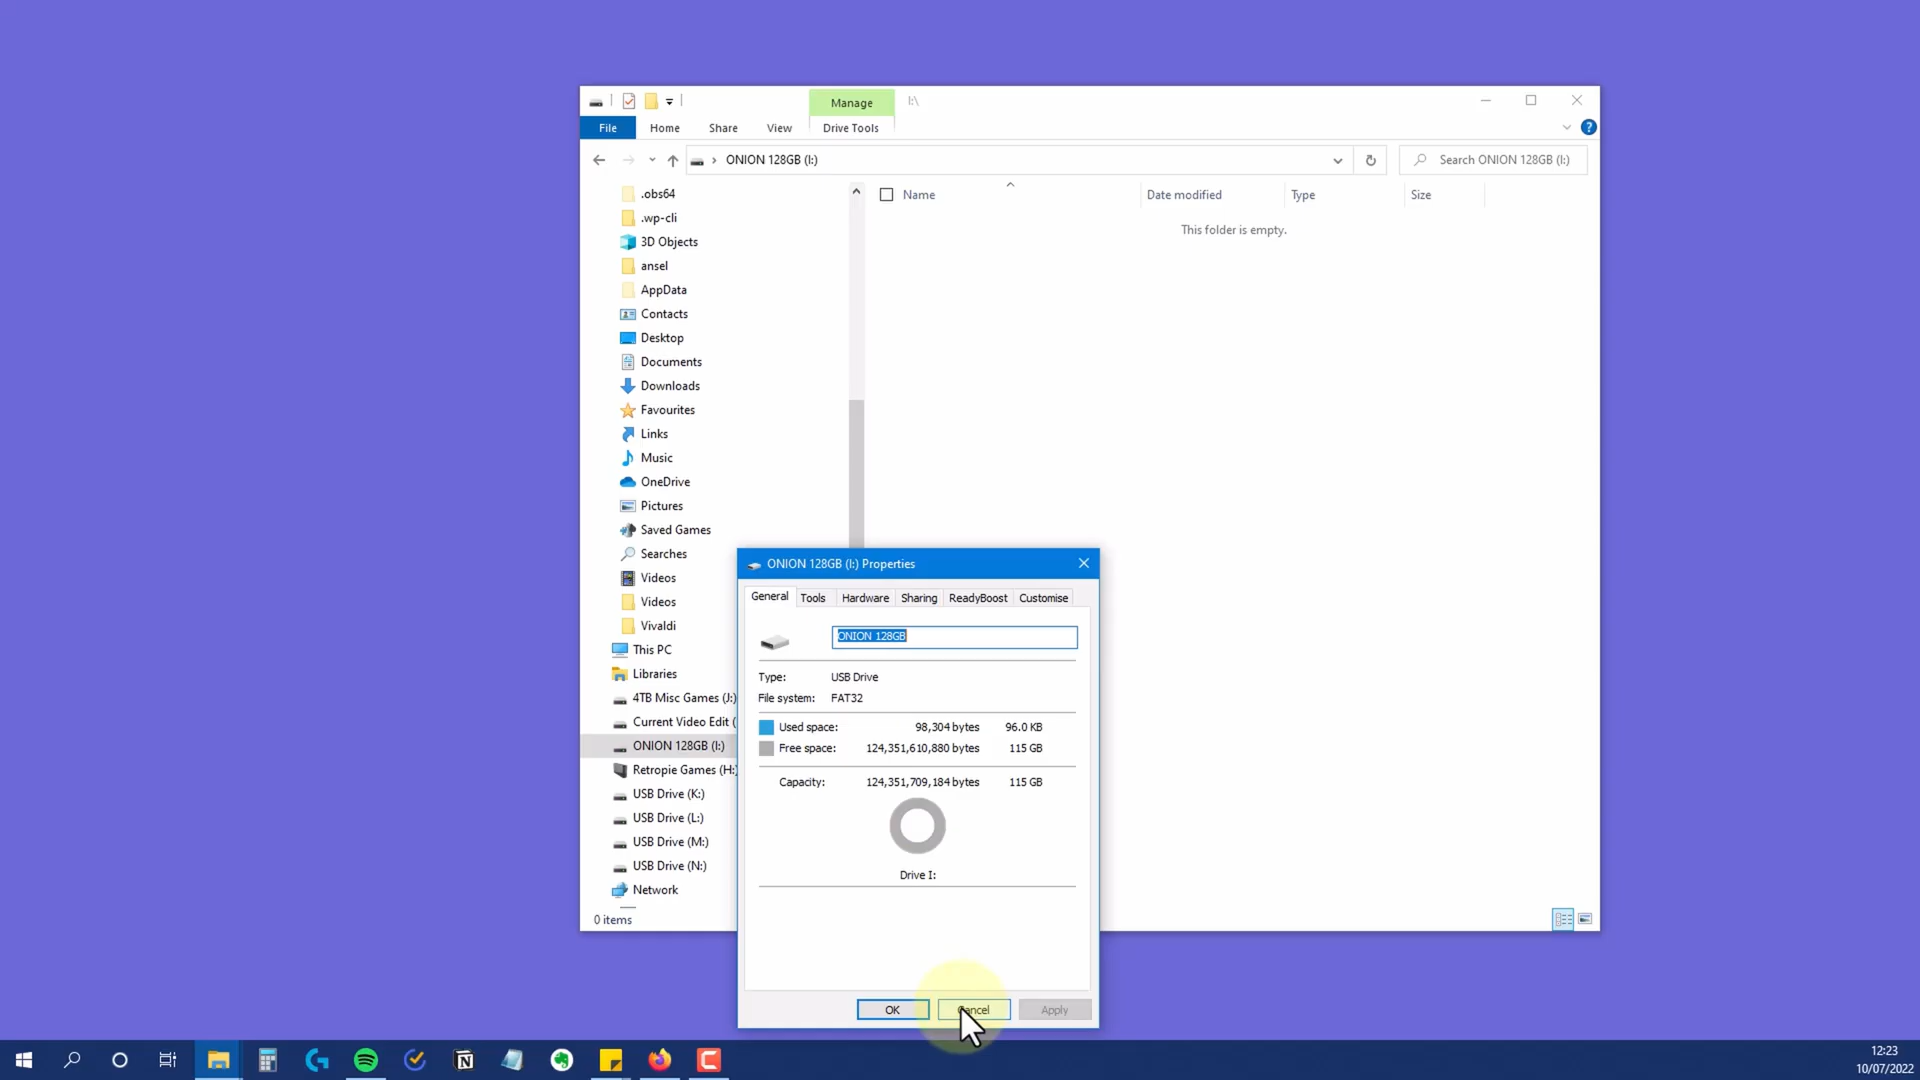 Manage
I:\
File
Home
Share
View
Drive Tools
ONION 128GB (I:)
Search ONION 128GB (I:)
.obs64
.wp-cli
3D Objects
ansel
AppData
Contacts
Desktop
Documents
Downloads
Favourites
Links
Music
OneDrive
Pictures
Saved Games
Searches
Videos
Videos
Vivaldi
This PC
Libraries
4TB Misc Games (J:)
Current Video Edit (
ONION 128GB (I:)
Retropie Games (H:)
USB Drive (K:)
USB Drive (L:)
USB Drive (M:)
USB Drive (N:)
Network
0 items
Name
Date modified
Type
Size
This folder is empty.
ONION 128GB (I:) Properties
General
Tools
Hardware
Sharing
ReadyBoost
Customise
ONION 128GB
Type: USB Drive
File system: FAT32
Used space: 98,304 bytes 96.0 KB
Free space: 124,351,610,880 bytes 115 GB
Capacity: 124,351,709,184 bytes 115 GB
Drive I:
OK
Cancel
Apply
12:23
10/07/2022